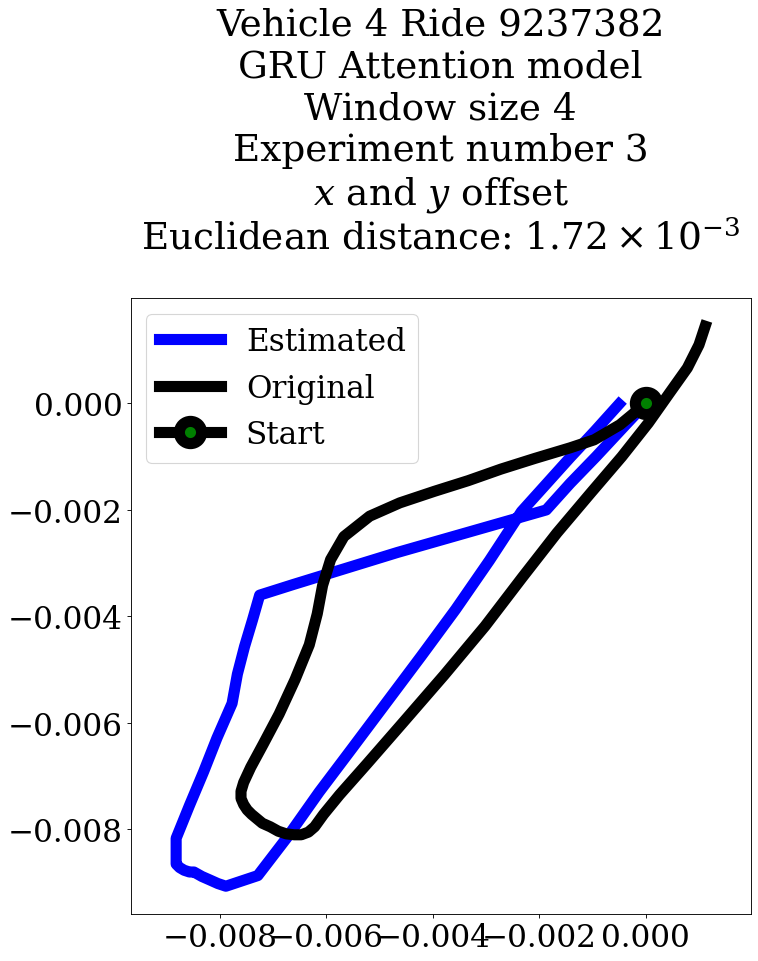 Vehicle 4 Ride 9237382
GRU Attention model
Window size 4
Experiment number 3
x and y offset
Euclidean distance: 1.72 × 10⁻³
Estimated
Original
Start
0.000
−0.002
−0.004
−0.006
−0.008
−0.008 −0.006 −0.004 −0.002 0.000